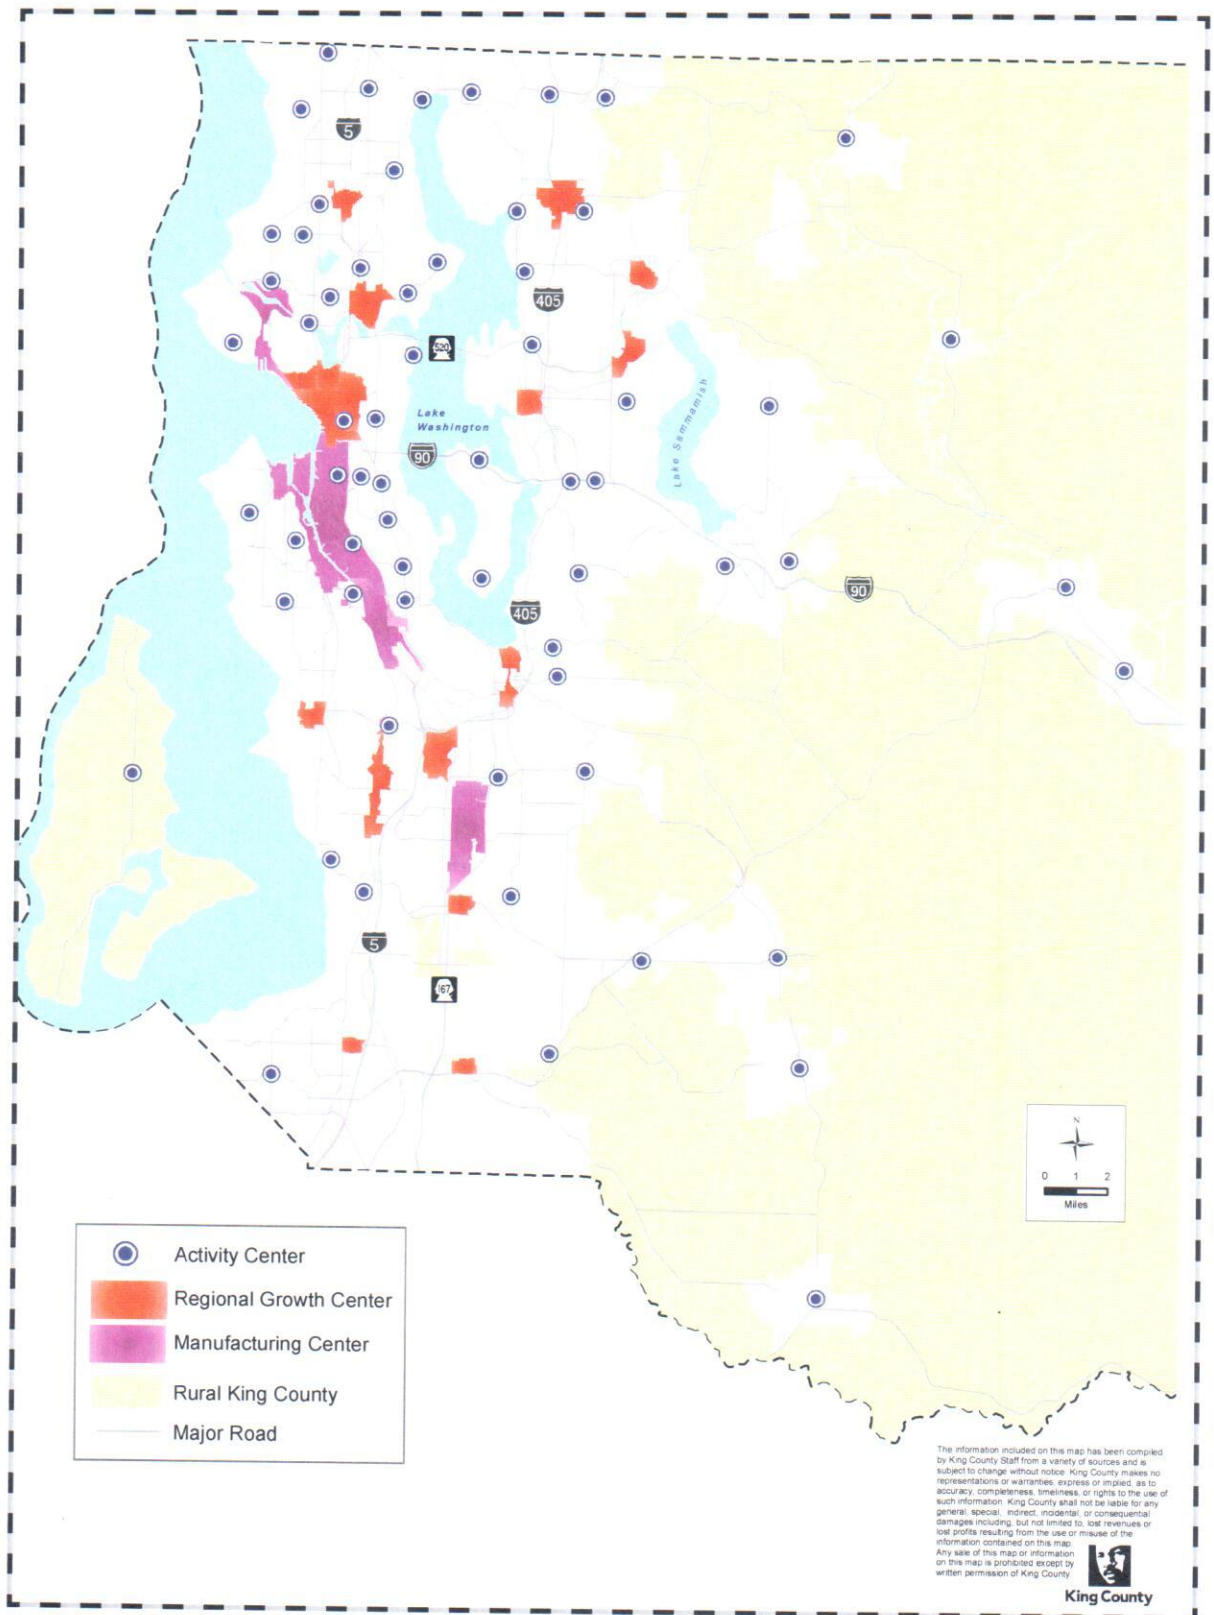 5
405
520
Lake
Washington
90
Lake Sammamish
90
405
5
167
N
0 1 2
Miles
Activity Center
Regional Growth Center
Manufacturing Center
Rural King County
Major Road
The information included on this map has been compiled
by King County Staff from a variety of sources and is
subject to change without notice. King County makes no
representations or warranties, express or implied, as to
accuracy, completeness, timeliness, or rights to the use of
such information. King County shall not be liable for any
general, special, indirect, incidental, or consequential
damages including, but not limited to, lost revenues or
lost profits resulting from the use or misuse of the
information contained on this map.
Any sale of this map or information
on this map is prohibited except by
written permission of King County.
King County